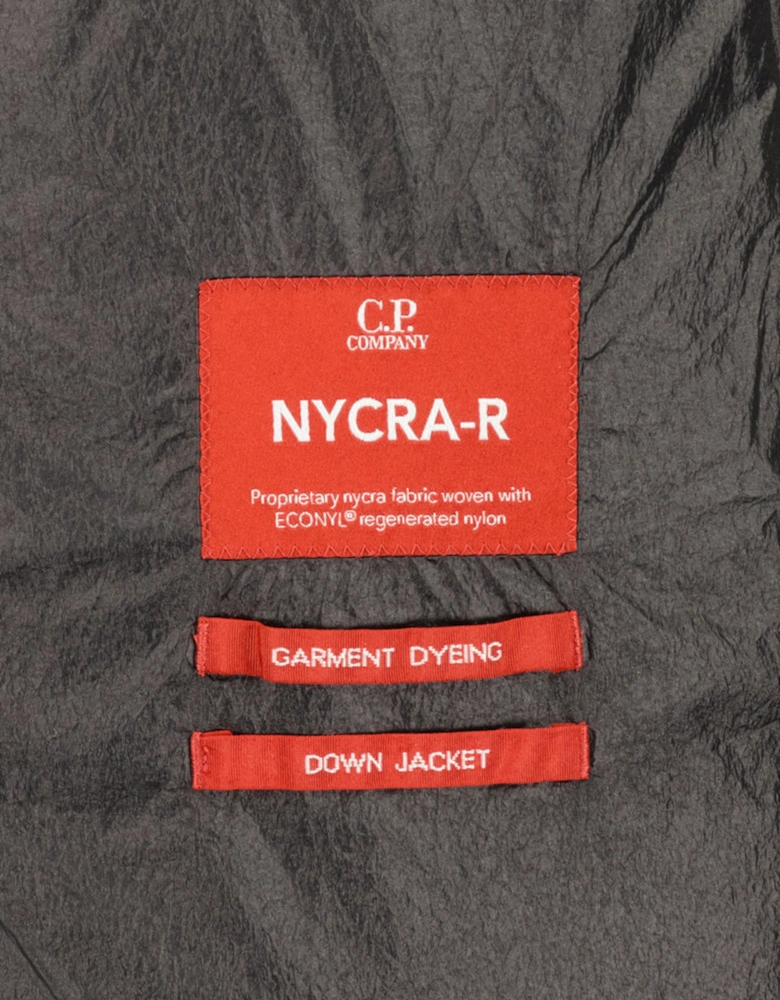 C.P.
COMPANY
NYCRA-R
Proprietary nycra fabric woven with
ECONYL® regenerated nylon
GARMENT DYEING
DOWN JACKET